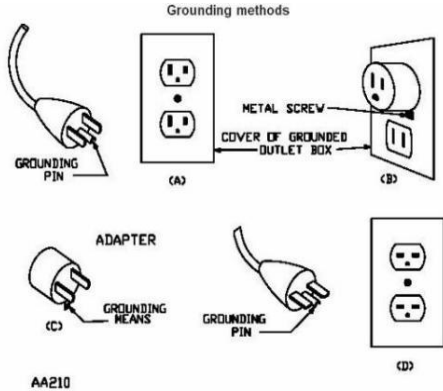 Grounding methods
METAL SCREW
COVER OF GROUNDED
OUTLET BOX
GROUNDING
PIN
(A)
(B)
ADAPTER
GROUNDING
MEANS
(C)
GROUNDING
PIN
(D)
AA210